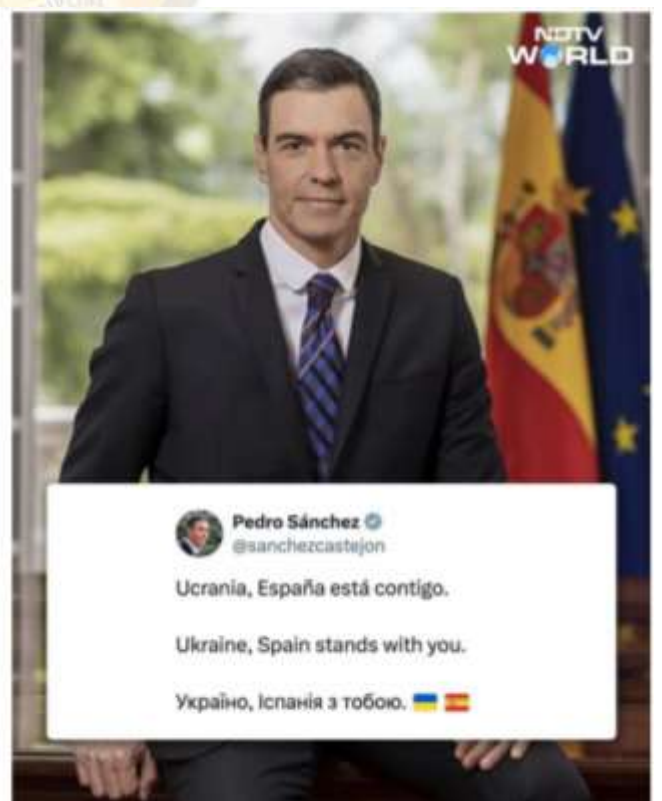 NDTV
WORLD
Pedro Sánchez
@sanchezcastejon
Ucrania, España está contigo.
Ukraine, Spain stands with you.
Україно, Іспанія з тобою. 🇺🇦 🇪🇸